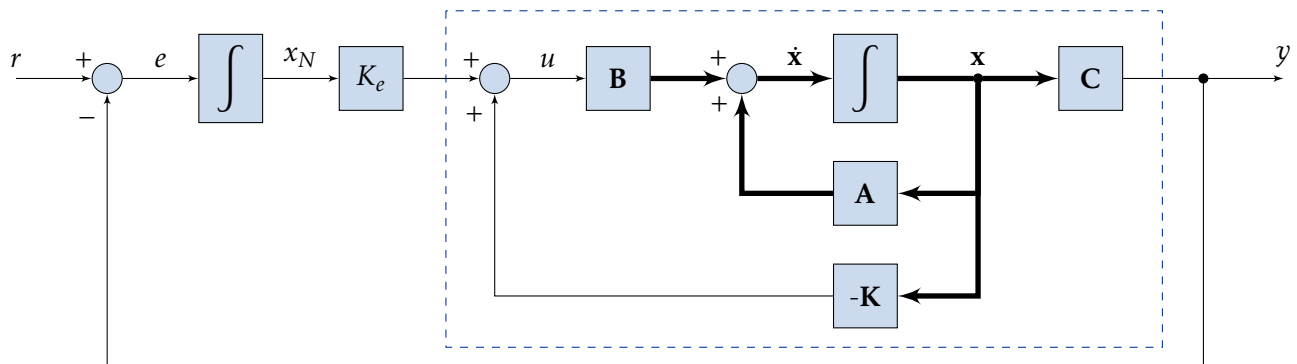 r + e ∫ x_N K_e + u B + ẋ ∫ x C y
− + +
A
-K